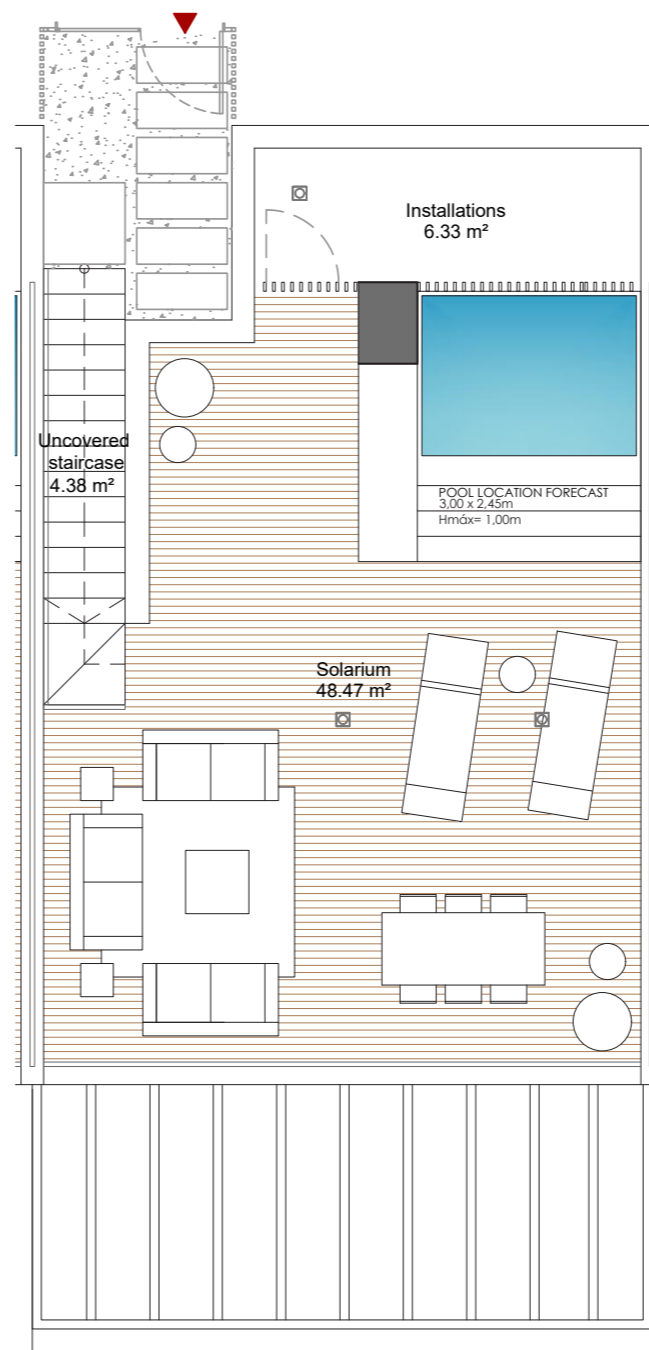 Installations
6.33 m²
Uncovered
staircase
4.38 m²
POOL LOCATION FORECAST
3,00 x 2,45m
Hmáx= 1,00m
Solarium
48.47 m²